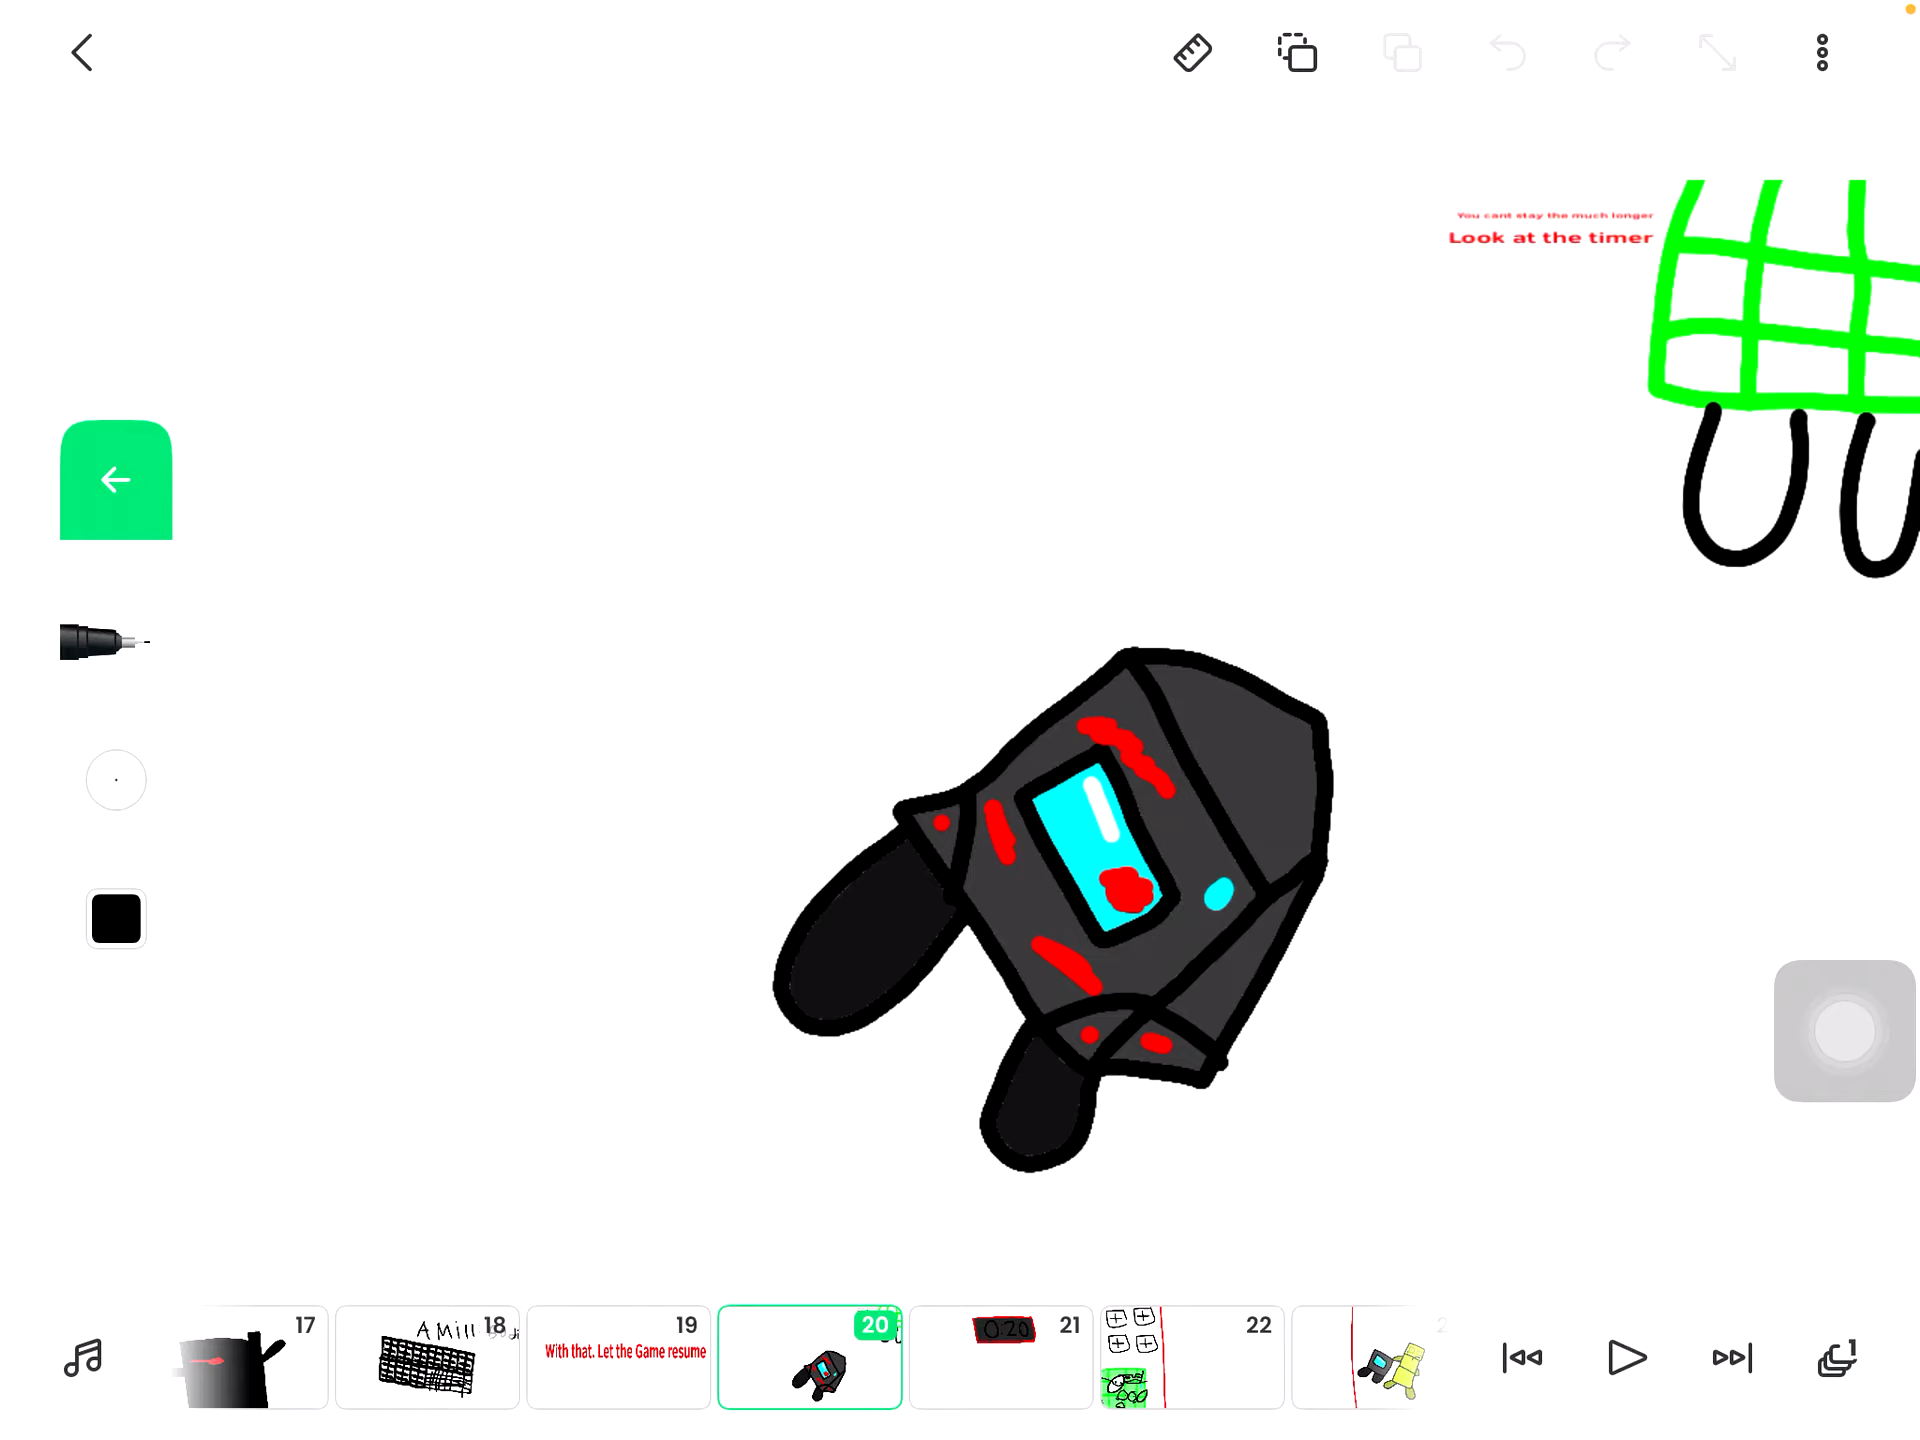 You cant stay the much longer
Look at the timer
17
A Mill
18
19
With that. Let the Game resume
20
21
0:20
22
1